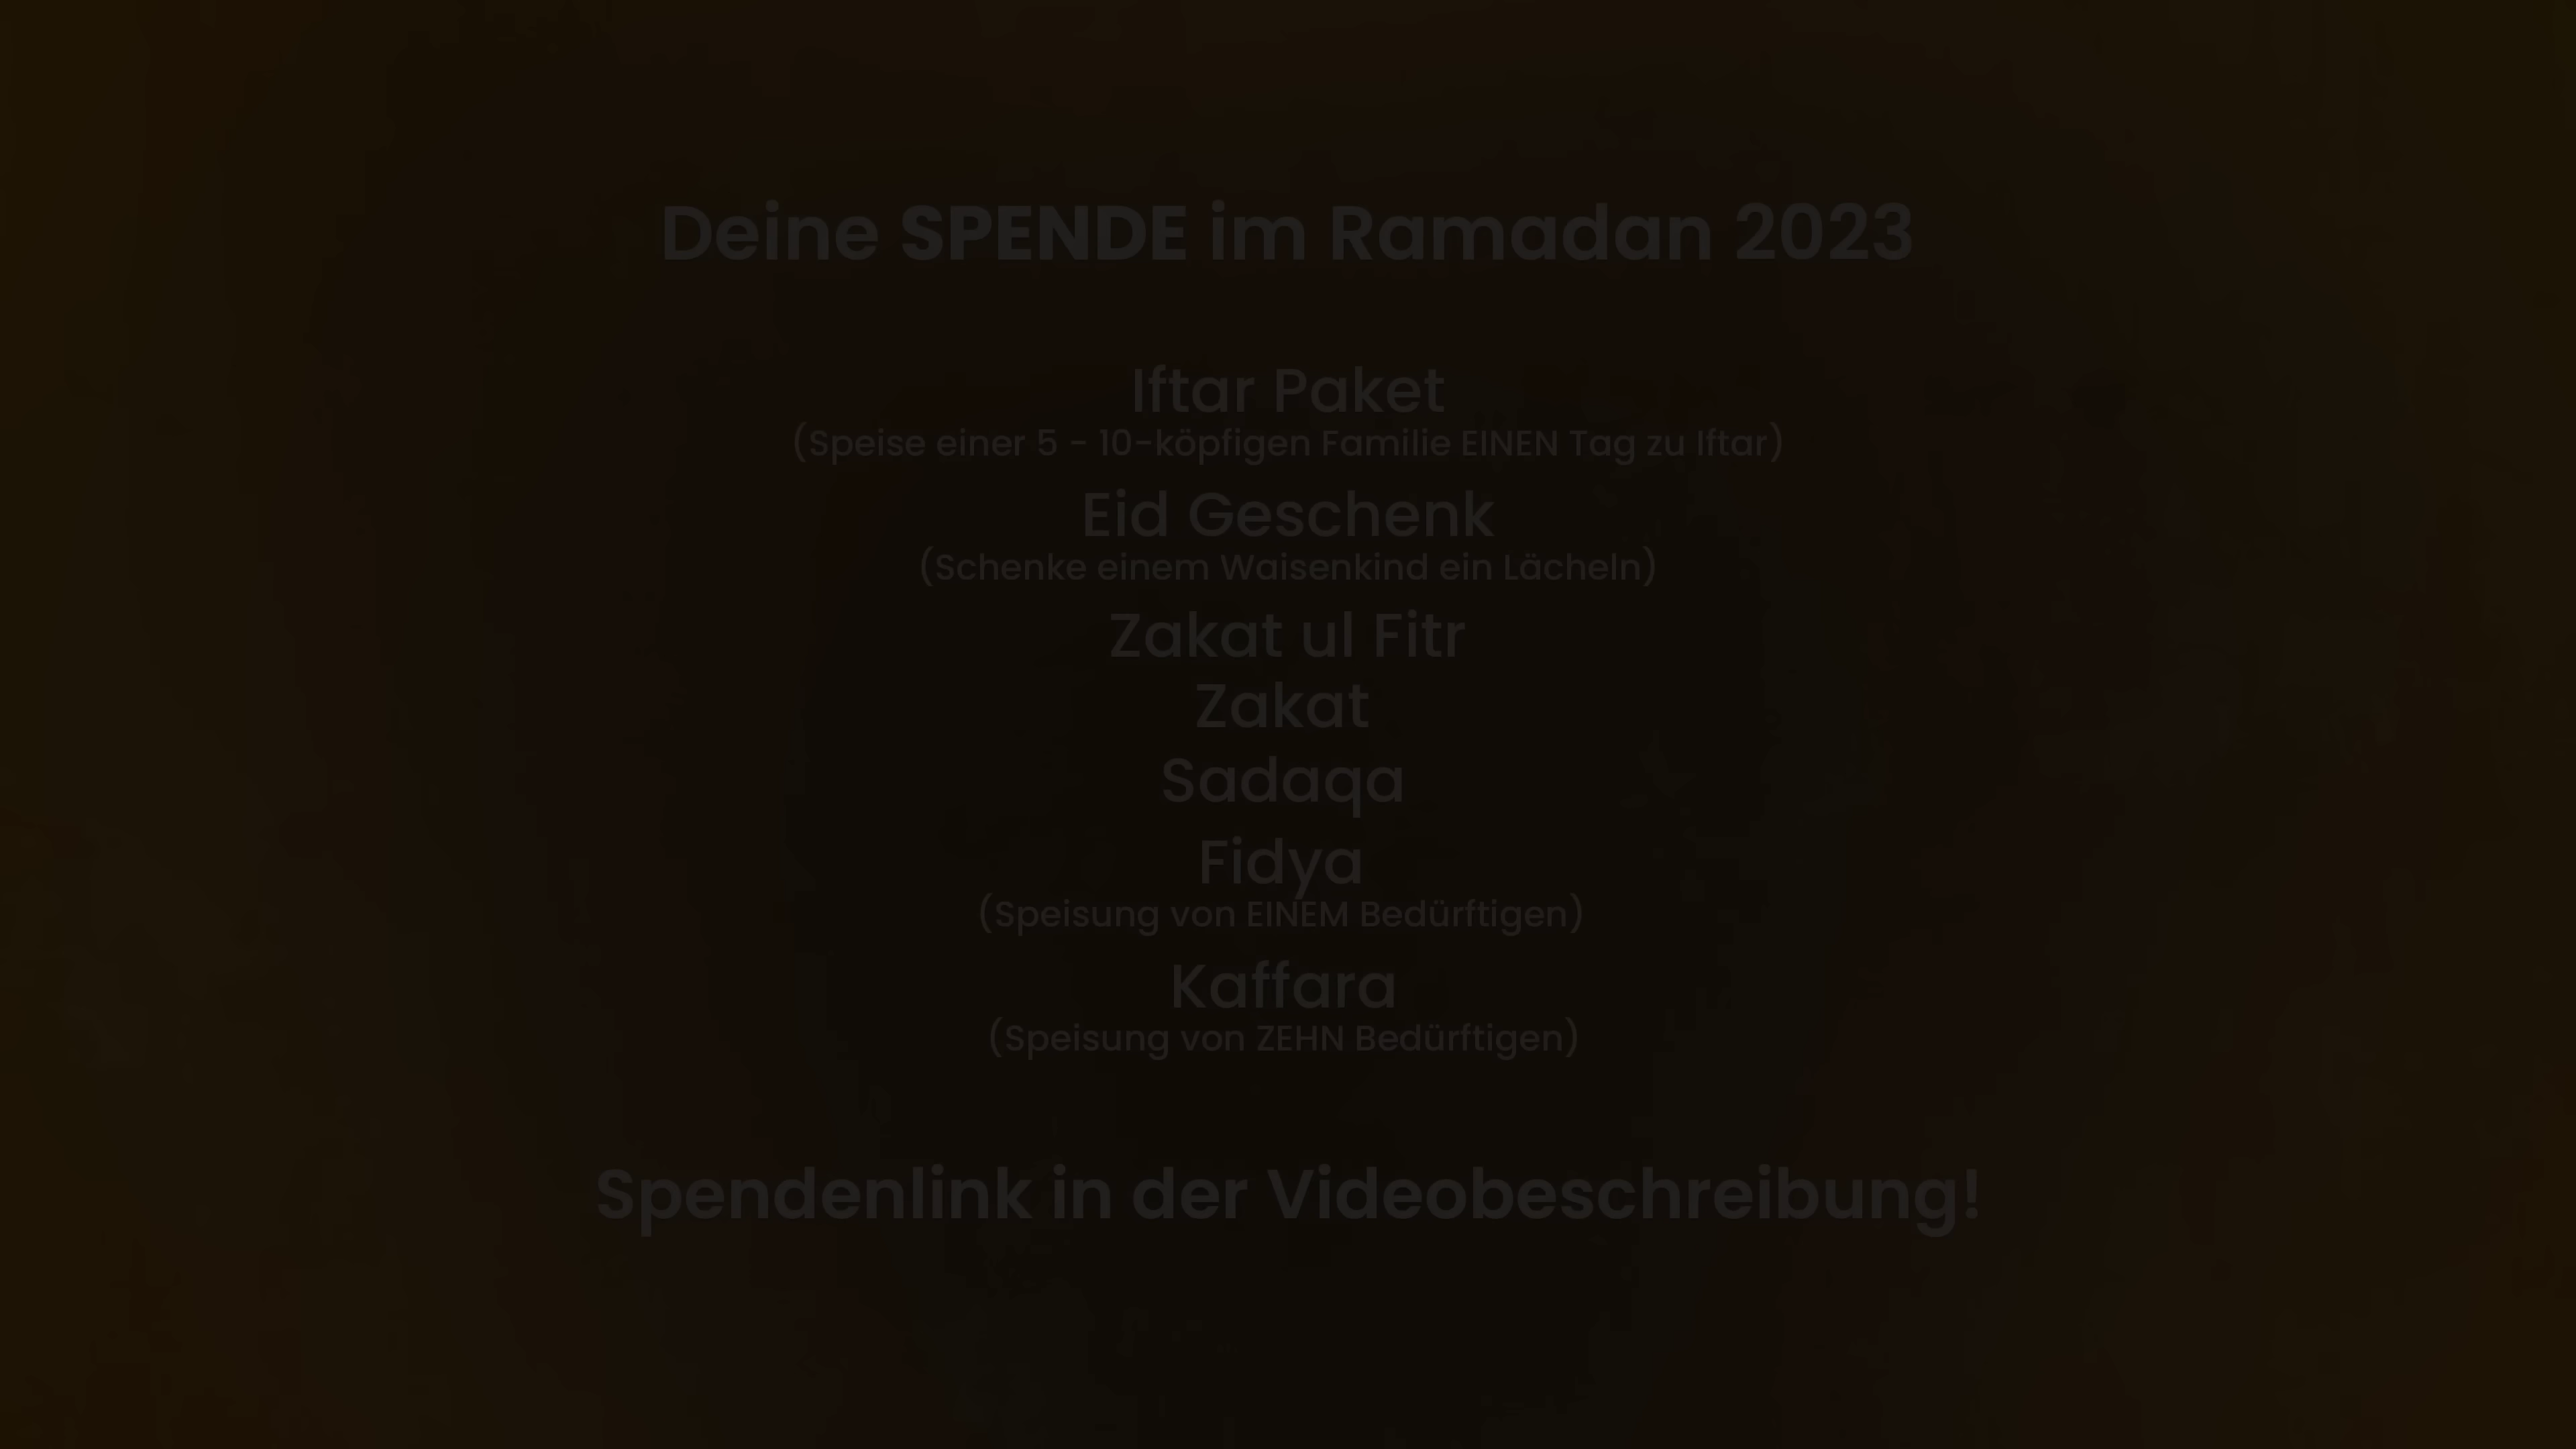 Deine SPENDE im Ramadan 2023
Iftar Paket
(Speise einer 5 - 10-köpfigen Familie EINEN Tag zu Iftar)
Eid Geschenk
(Schenke einem Waisenkind ein Lächeln)
Zakat ul Fitr
Zakat
Sadaqa
Fidya
(Speisung von EINEM Bedürftigen)
Kaffara
(Speisung von ZEHN Bedürftigen)
Spendenlink in der Videobeschreibung!